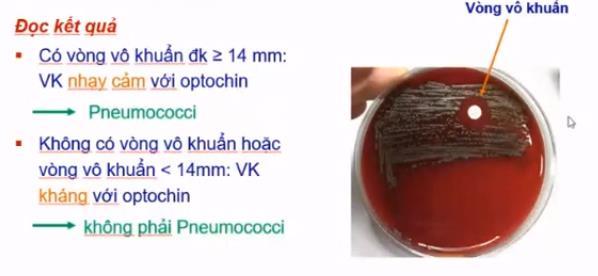 Đọc kết quả
▪ Có vòng vô khuẩn đk ≥ 14 mm:
VK nhạy cảm với optochin
→ Pneumococci
▪ Không có vòng vô khuẩn hoặc
vòng vô khuẩn < 14mm: VK
kháng với optochin
→ không phải Pneumococci
Vòng vô khuẩn